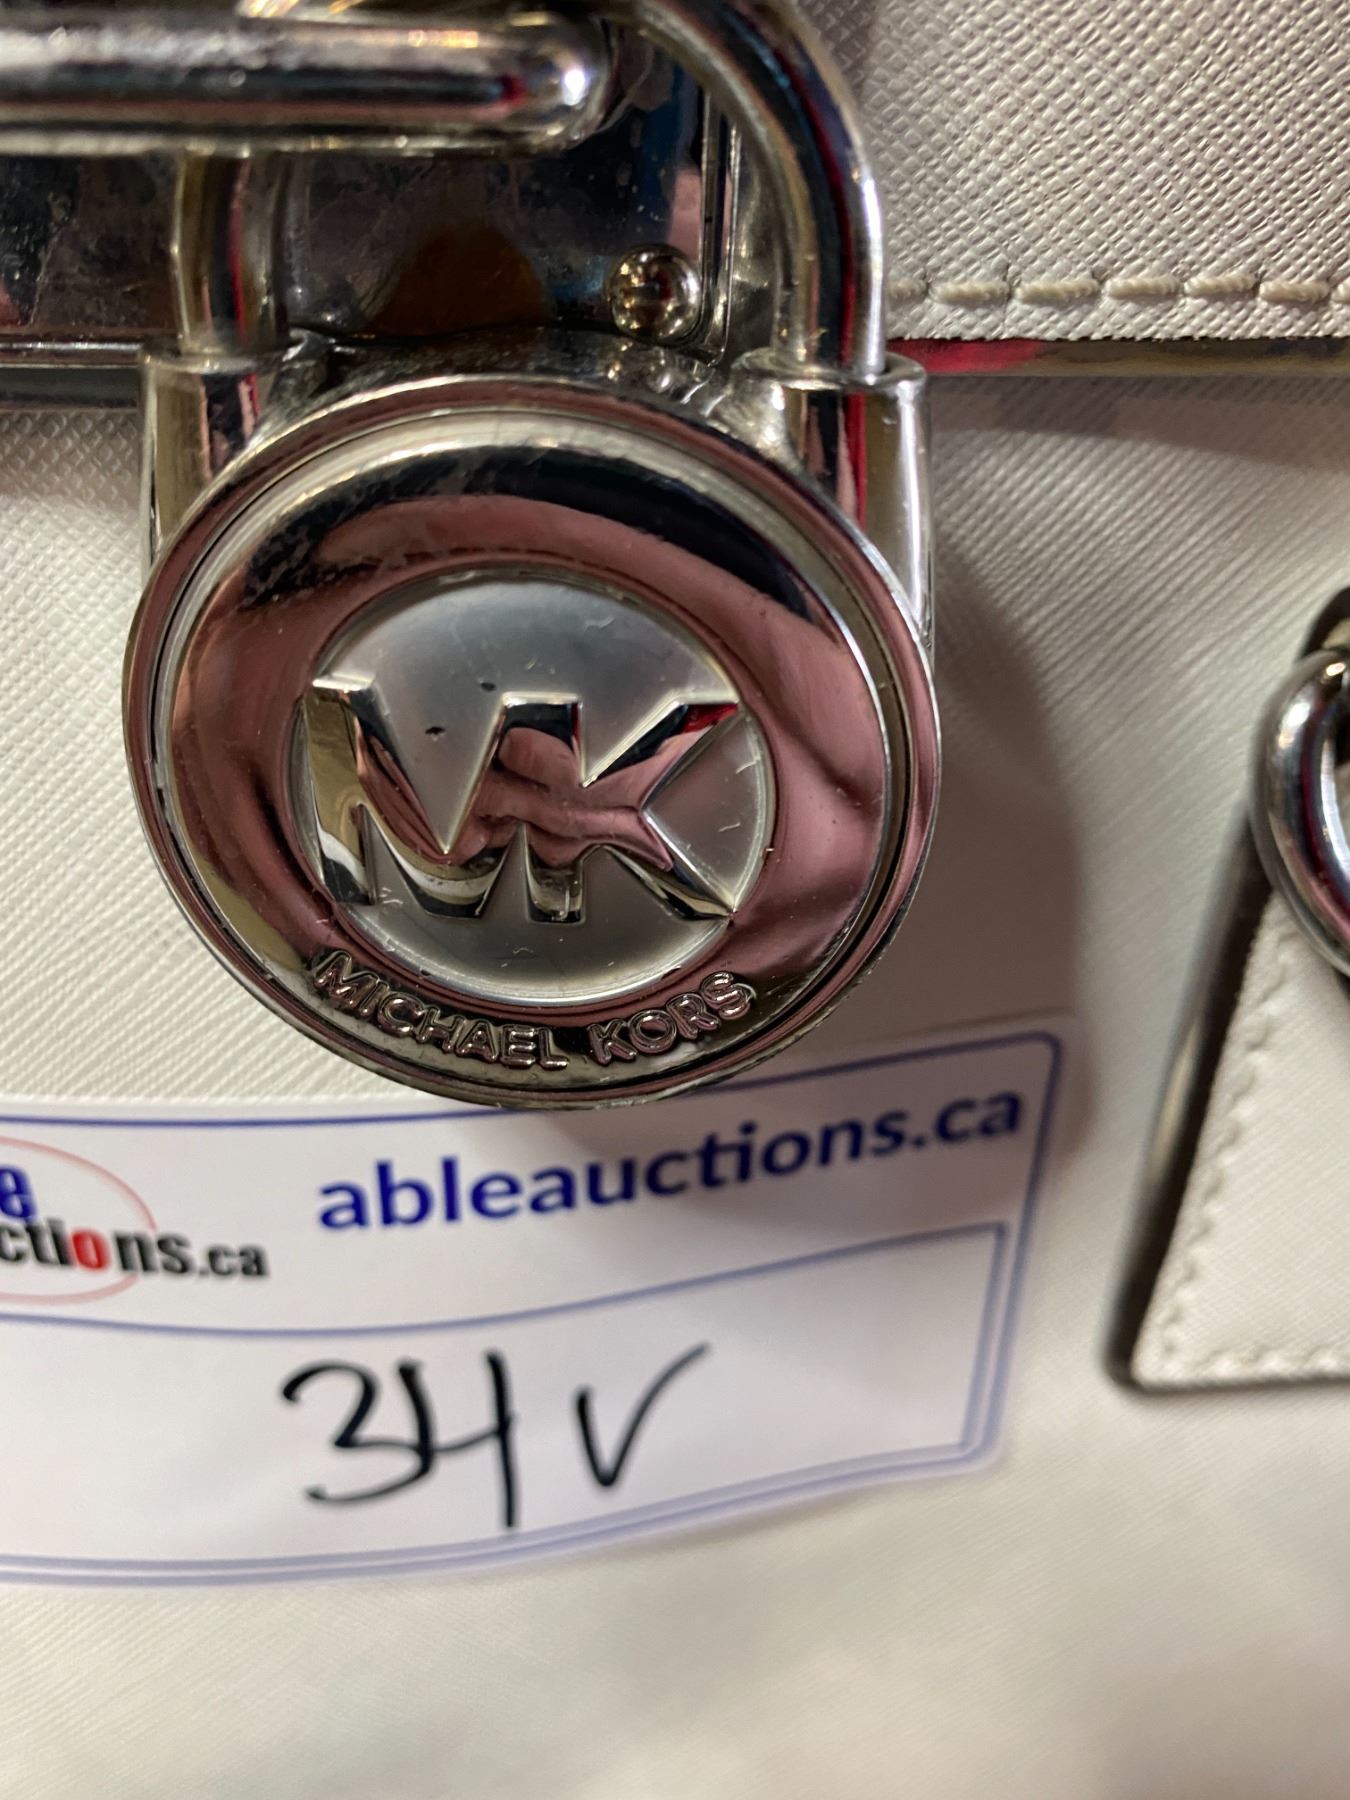 MK
MICHAEL KORS
ableauctions.ca
ctions.ca
34V